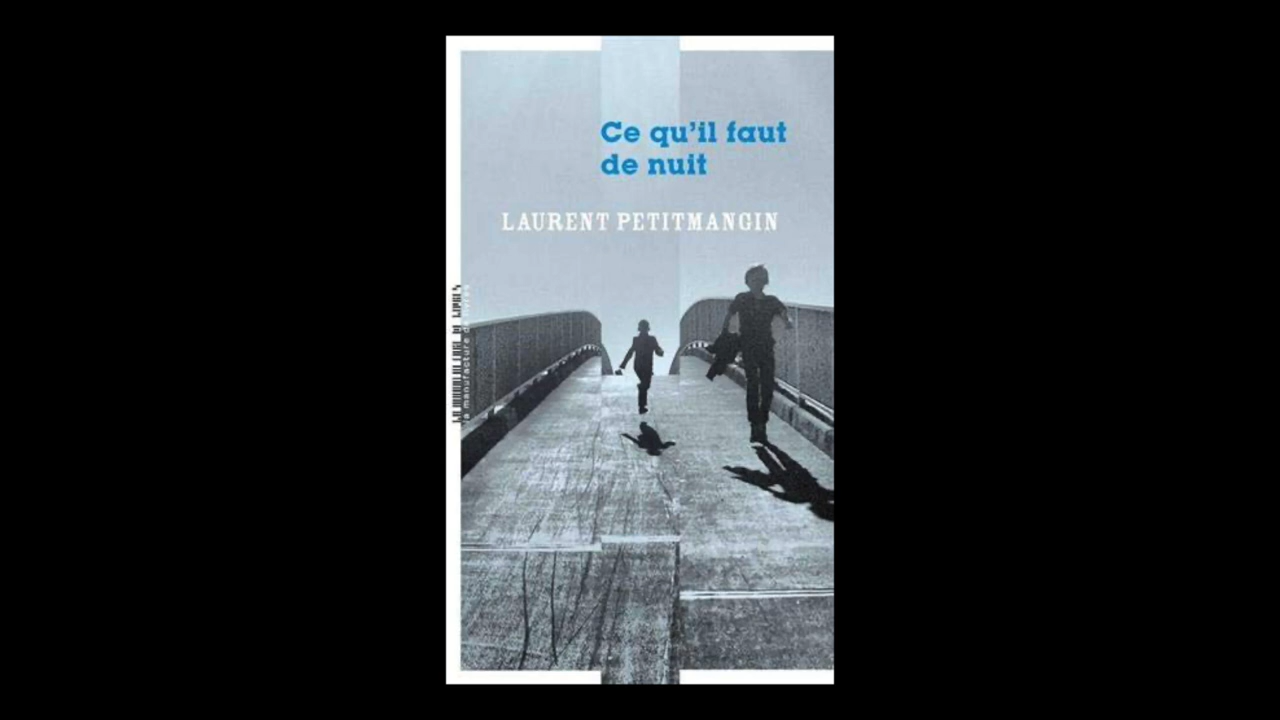 Ce qu'il faut
de nuit
LAURENT PETITMANGIN
la manufacture de livres